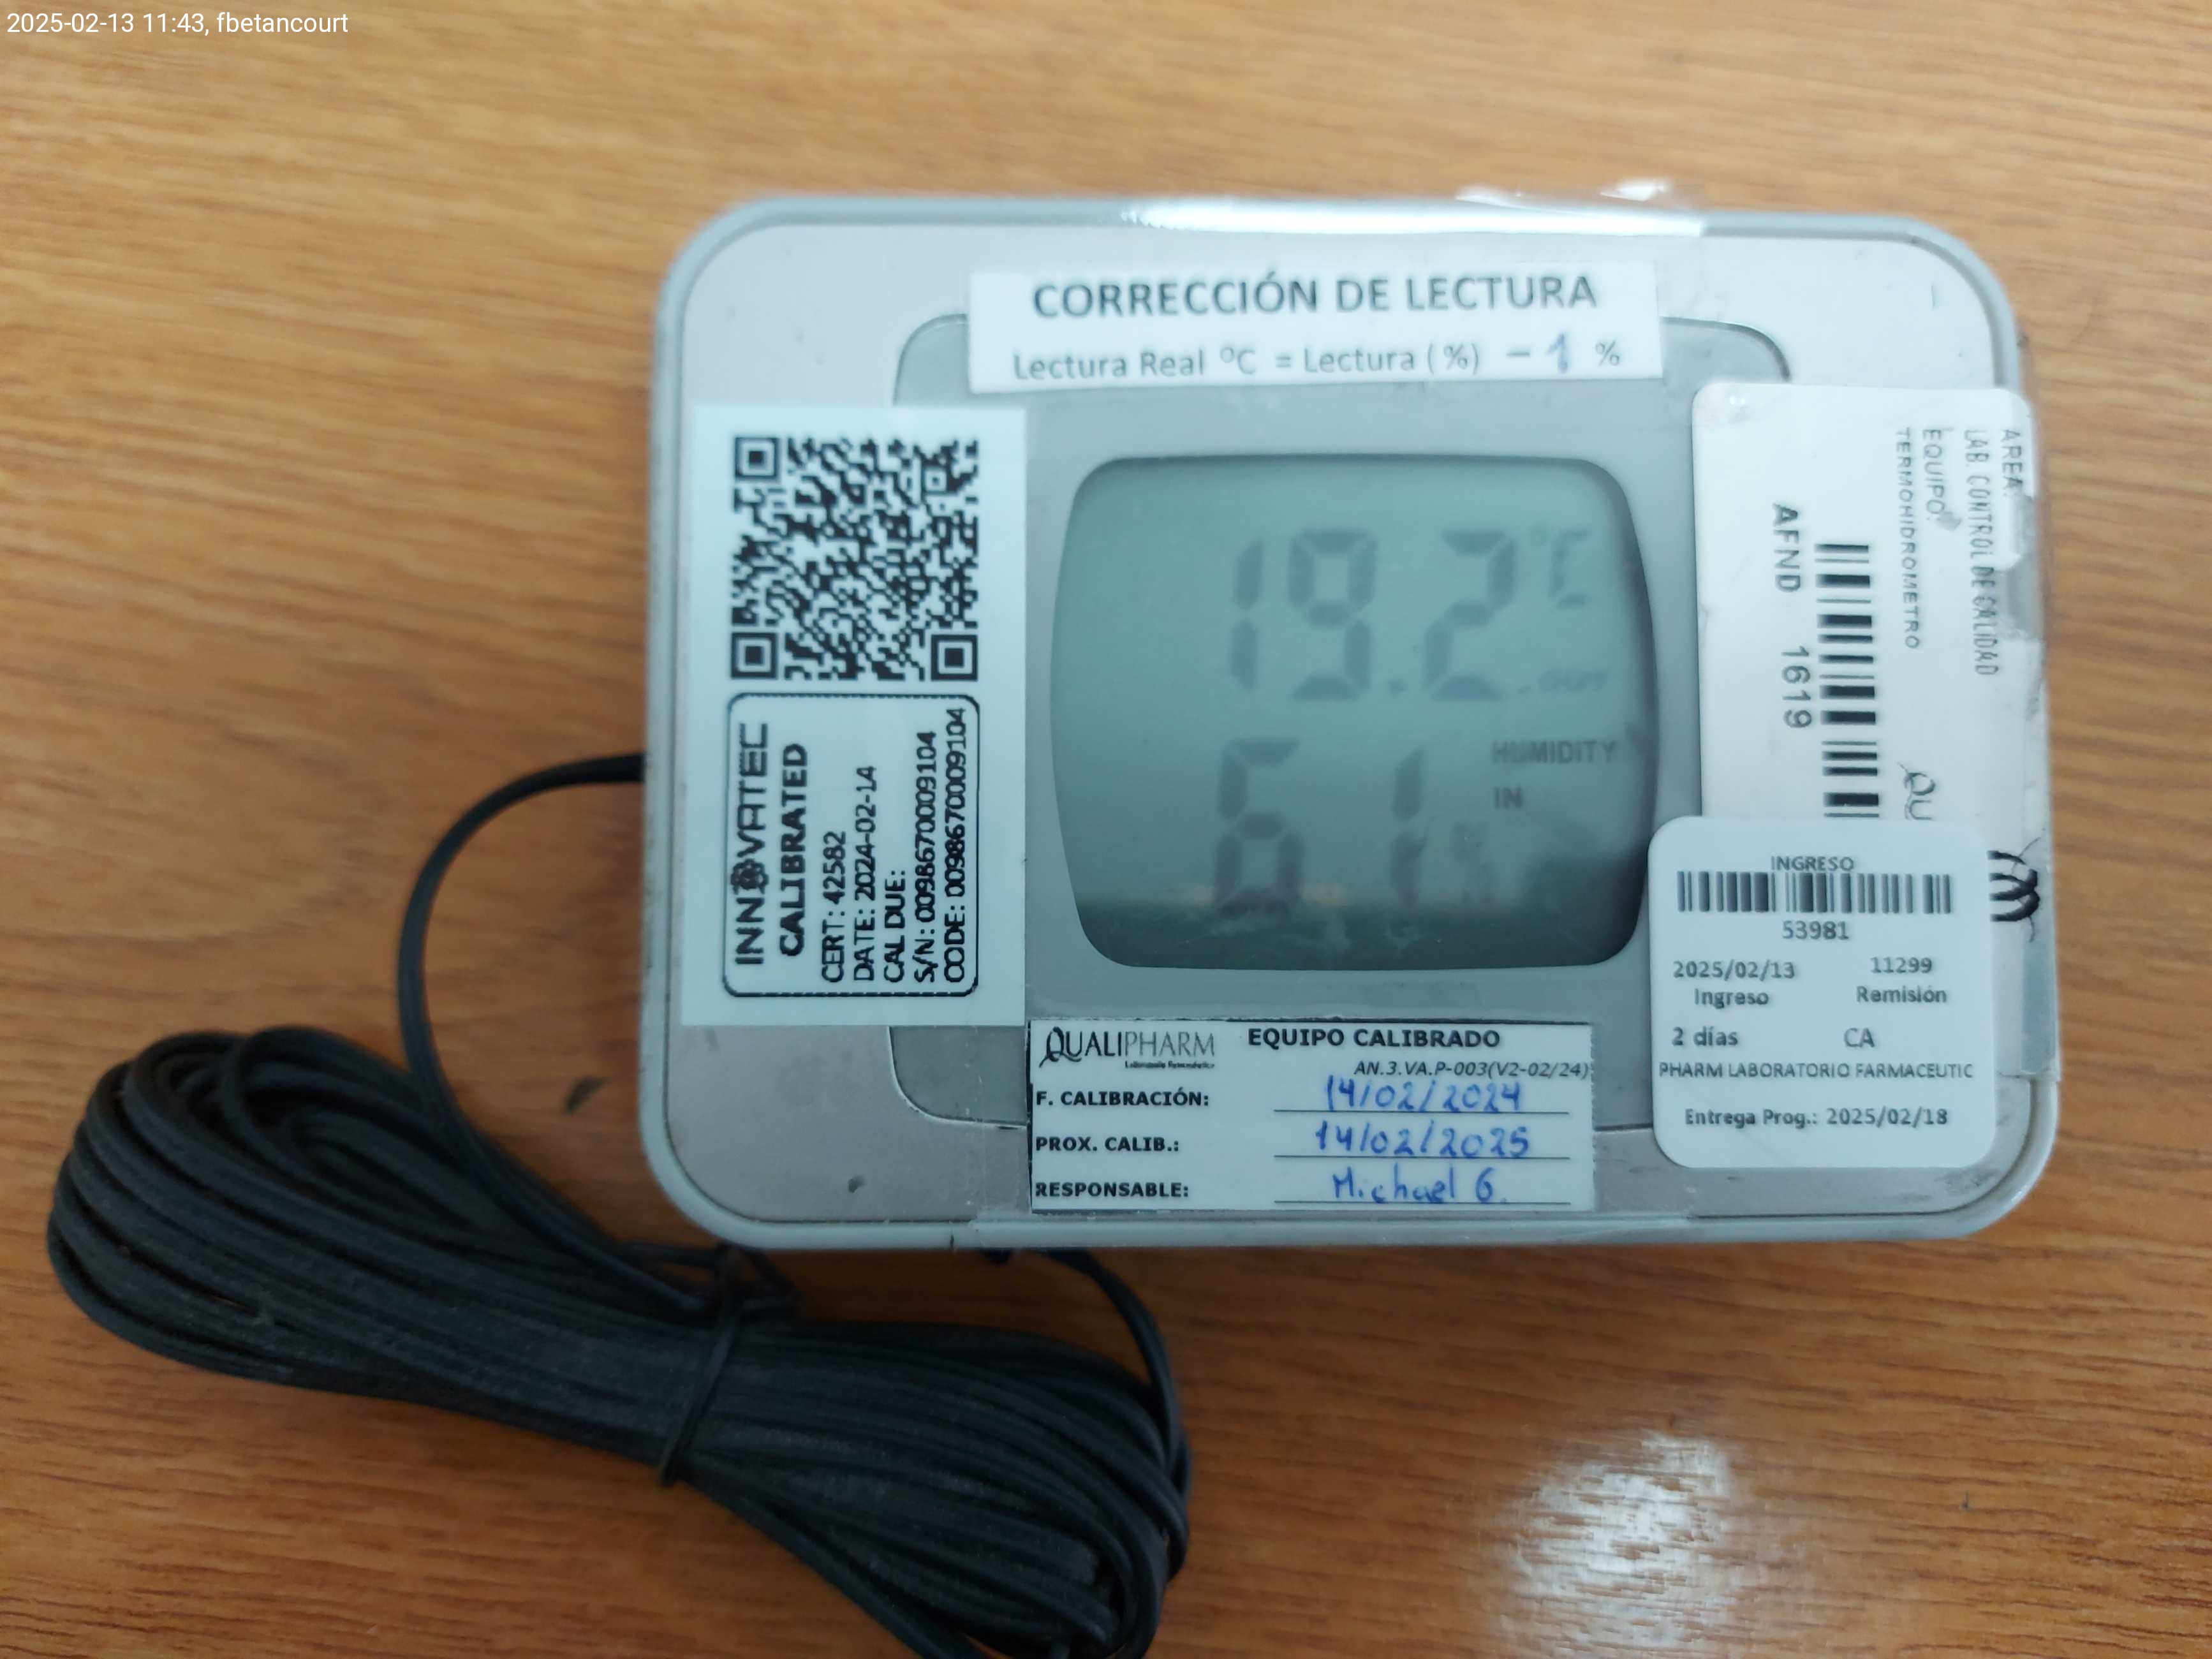 2025-02-13 11:43, fbetancourt
CORRECCIÓN DE LECTURA
Lectura Real ºC = Lectura (%) - 1 %
19.2 °C
OUT
61
HUMIDITY
IN
INNOVATEC
CALIBRATED
CERT: 42582
DATE: 2024-02-14
CAL DUE:
S/N: 0098670009104
CODE: 0098670009104
AREA:
LAB. CONTROL DE CALIDAD
EQUIPO:
TERMOHIDROMETRO
AFND 1619
QU
INGRESO
53981
2025/02/13 11299
Ingreso Remisión
2 días CA
PHARM LABORATORIO FARMACEUTIC
Entrega Prog.: 2025/02/18
QUALIPHARM EQUIPO CALIBRADO
AN.3.VA.P-003(V2-02/24)
F. CALIBRACIÓN: 14/02/2024
PROX. CALIB.: 14/02/2025
RESPONSABLE: Michael G.